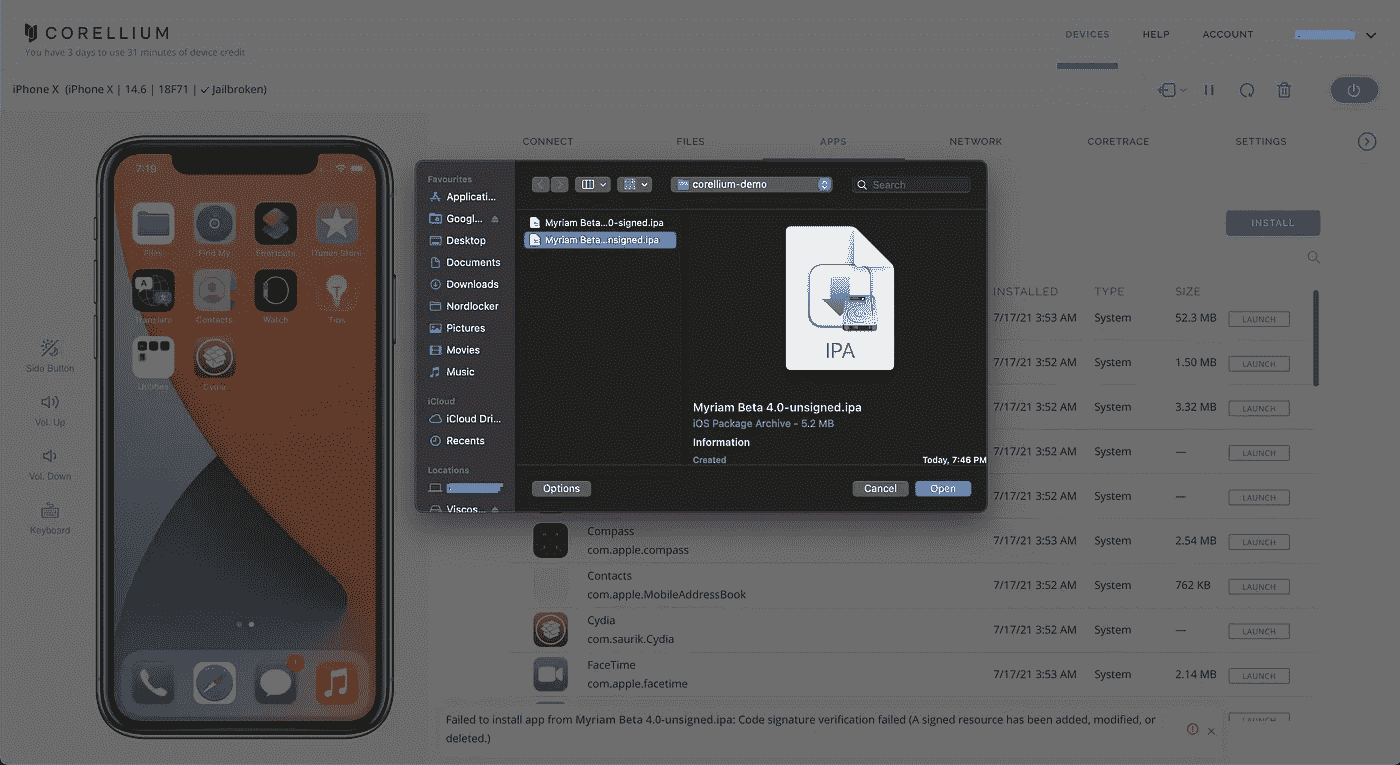 CORELLIUM
You have 3 days to use 31 minutes of device credit
DEVICES
HELP
ACCOUNT
iPhone X (iPhone X | 14.6 | 18F71 | ✓ Jailbroken)
CONNECT
FILES
APPS
NETWORK
CORETRACE
SETTINGS
INSTALL
7:19
Files
Find My
Shortcuts
iTunes Store
Translate
Contacts
Watch
Tips
Utilities
Cydia
Side Button
Vol. Up
Vol. Down
Keyboard
Favourites
Applicati...
Googl...
Desktop
Documents
Downloads
Nordlocker
Pictures
Movies
Music
iCloud
iCloud Dri...
Recents
Locations
Viscos...
corellium-demo
Search
Myriam Beta...0-signed.ipa
Myriam Beta...nsigned.ipa
IPA
Myriam Beta 4.0-unsigned.ipa
iOS Package Archive - 5.2 MB
Information
Created
Today, 7:46 PM
Options
Cancel
Open
INSTALLED TYPE SIZE
7/17/21 3:53 AM System 52.3 MB LAUNCH
7/17/21 3:52 AM System 1.50 MB LAUNCH
7/17/21 3:52 AM System 3.32 MB LAUNCH
7/17/21 3:52 AM System — LAUNCH
7/17/21 3:52 AM System — LAUNCH
Compass
com.apple.compass
7/17/21 3:53 AM System 2.54 MB LAUNCH
Contacts
com.apple.MobileAddressBook
7/17/21 3:52 AM System 762 KB LAUNCH
Cydia
com.saurik.Cydia
7/17/21 3:52 AM System — LAUNCH
FaceTime
com.apple.facetime
7/17/21 3:53 AM System 2.14 MB LAUNCH
LAUNCH
Failed to install app from Myriam Beta 4.0-unsigned.ipa: Code signature verification failed (A signed resource has been added, modified, or
deleted.)